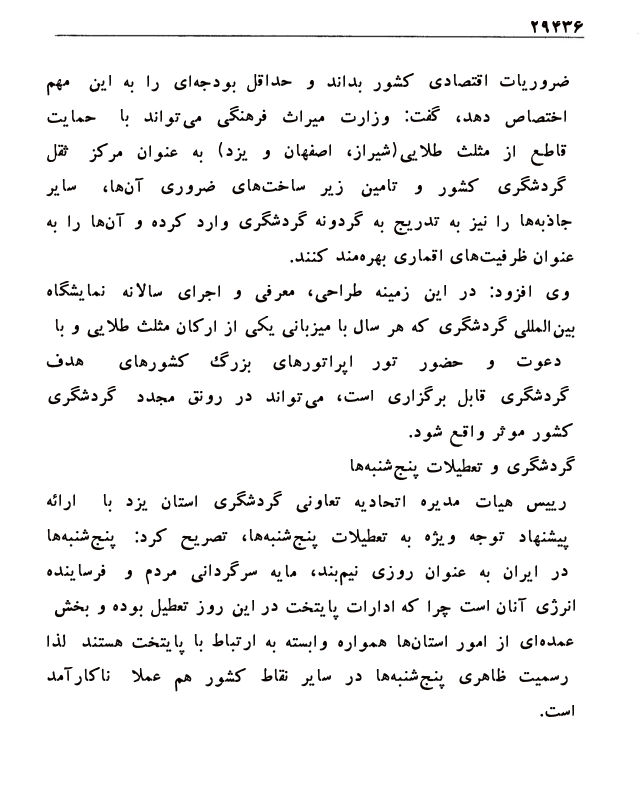 ۲۹۴۳۶
ضروریات اقتصادی کشور بداند و حداقل بودجه‌ای را به این مهم
اختصاص دهد، گفت: وزارت میراث فرهنگی می‌تواند با حمایت
قاطع از مثلث طلایی(شیراز، اصفهان و یزد) به عنوان مرکز ثقل
گردشگری کشور و تامین زیر ساخت‌های ضروری آن‌ها، سایر
جاذبه‌ها را نیز به تدریج به گردونه گردشگری وارد کرده و آن‌ها را به
عنوان ظرفیت‌های اقماری بهره‌مند کنند.
وی افزود: در این زمینه طراحی، معرفی و اجرای سالانه نمایشگاه
بین‌المللی گردشگری که هر سال با میزبانی یکی از ارکان مثلث طلایی و با
دعوت و حضور تور اپراتورهای بزرگ کشورهای هدف
گردشگری قابل برگزاری است، می‌تواند در رونق مجدد گردشگری
کشور موثر واقع شود.
گردشگری و تعطیلات پنج‌شنبه‌ها
رییس هیات مدیره اتحادیه تعاونی گردشگری استان یزد با ارائه
پیشنهاد توجه ویژه به تعطیلات پنج‌شنبه‌ها، تصریح کرد: پنج‌شنبه‌ها
در ایران به عنوان روزی نیم‌بند، مایه سرگردانی مردم و فرساینده
انرژی آنان است چرا که ادارات پایتخت در این روز تعطیل بوده و بخش
عمده‌ای از امور استان‌ها همواره وابسته به ارتباط با پایتخت هستند لذا
رسمیت ظاهری پنج‌شنبه‌ها در سایر نقاط کشور هم عملا ناکارآمد
است.